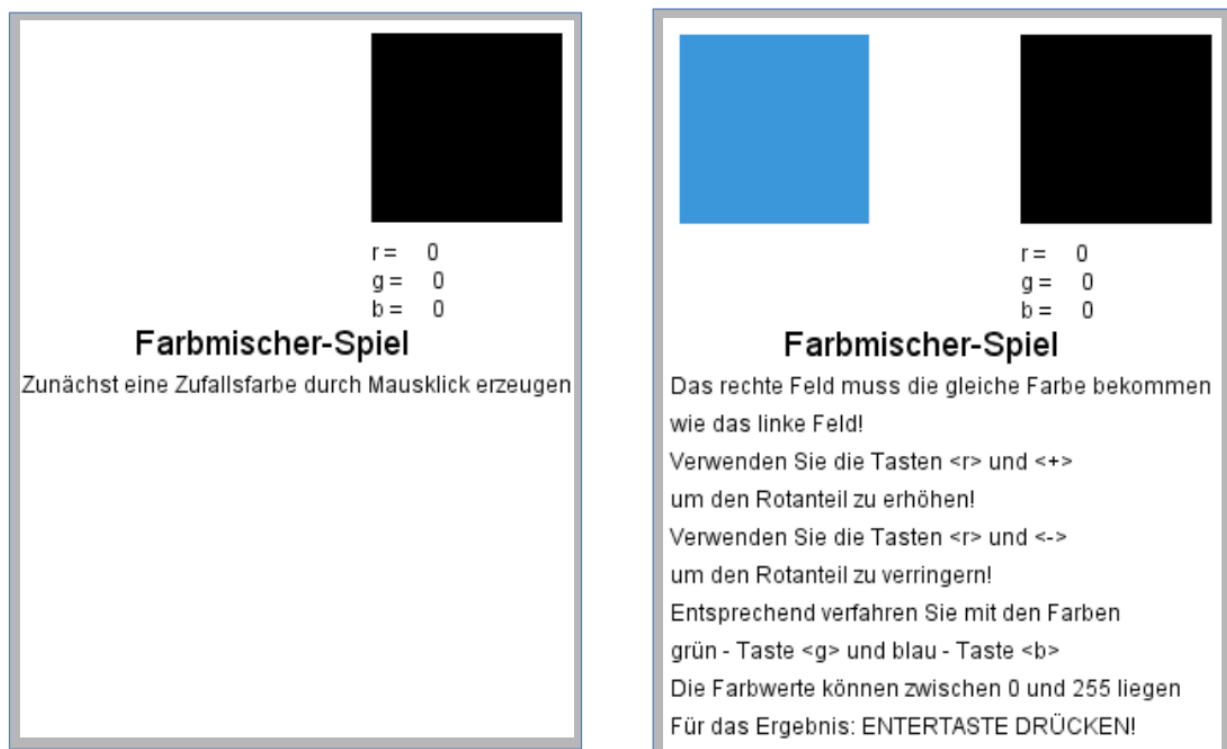 r = 0
g = 0
b = 0
Farbmischer-Spiel
Zunächst eine Zufallsfarbe durch Mausklick erzeugen
r = 0
g = 0
b = 0
Farbmischer-Spiel
Das rechte Feld muss die gleiche Farbe bekommen
wie das linke Feld!
Verwenden Sie die Tasten <r> und <+>
um den Rotanteil zu erhöhen!
Verwenden Sie die Tasten <r> und <->
um den Rotanteil zu verringern!
Entsprechend verfahren Sie mit den Farben
grün - Taste <g> und blau - Taste <b>
Die Farbwerte können zwischen 0 und 255 liegen
Für das Ergebnis: ENTERTASTE DRÜCKEN!